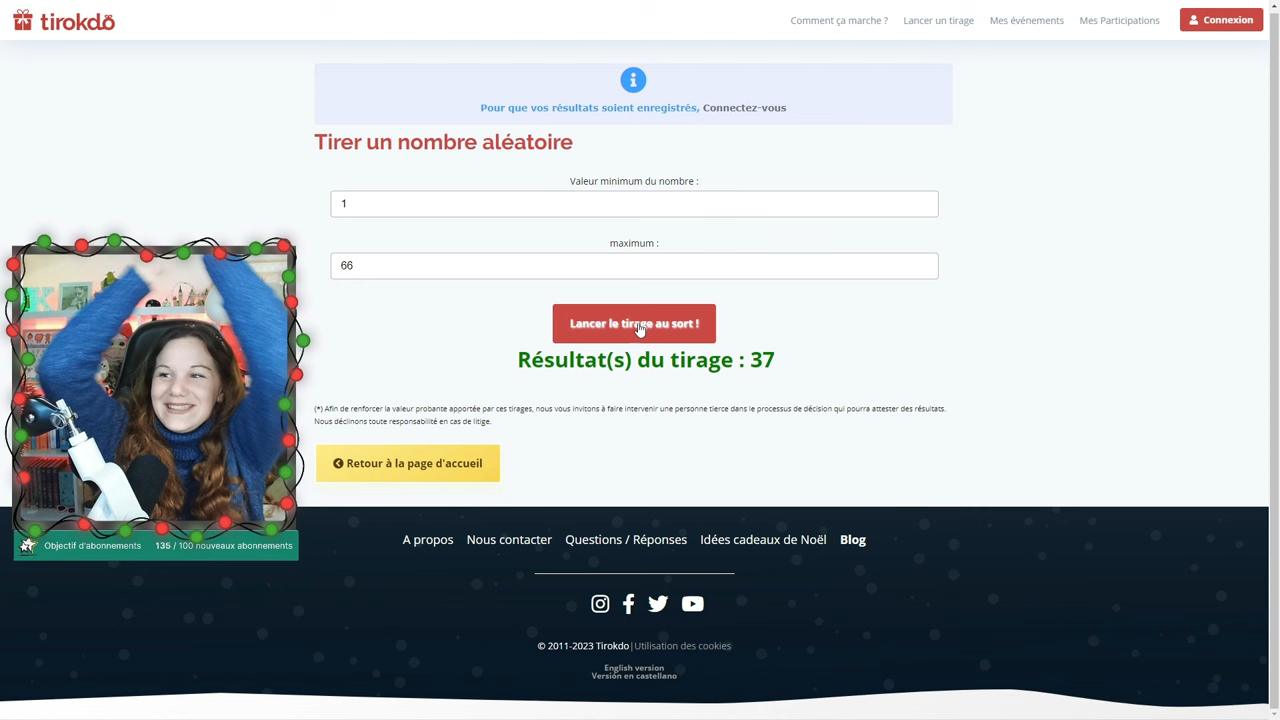 tirokdo
Comment ça marche ?
Lancer un tirage
Mes événements
Mes Participations
Connexion
Pour que vos résultats soient enregistrés, Connectez-vous
Tirer un nombre aléatoire
Valeur minimum du nombre :
1
maximum :
66
Lancer le tirage au sort !
Résultat(s) du tirage : 37
(*) Afin de renforcer la valeur probante apportée par ces tirages, nous vous invitons à faire intervenir une personne tierce dans le processus de décision qui pourra attester des résultats.
Nous déclinons toute responsabilité en cas de litige.
Retour à la page d'accueil
Objectif d'abonnements 135 / 100 nouveaux abonnements
A propos
Nous contacter
Questions / Réponses
Idées cadeaux de Noël
Blog
© 2011-2023 Tirokdo|Utilisation des cookies
English version
Versión en castellano